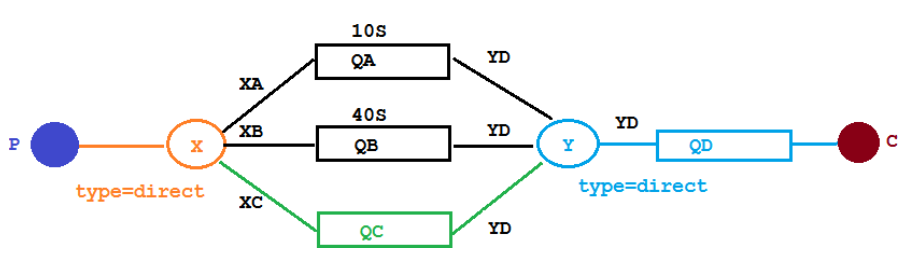 10S
QA
XA
YD
40S
P
X
XB
QB
YD
Y
YD
QD
C
type=direct
type=direct
XC
QC
YD